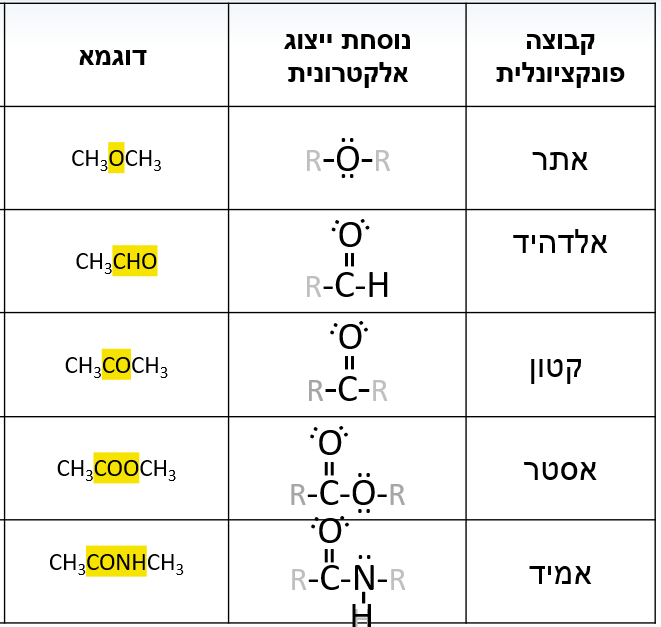 קבוצה פונקציונלית	נוסחת ייצוג אלקטרונית	דוגמא
אתר	R-Ö-R	CH₃OCH₃
אלדהיד	O
=
R-C-H	CH₃CHO
קטון	O
=
R-C-R	CH₃COCH₃
אסטר	O
=
R-C-Ö-R	CH₃COOCH₃
אמיד	O
=
R-C-N-R
H	CH₃CONHCH₃